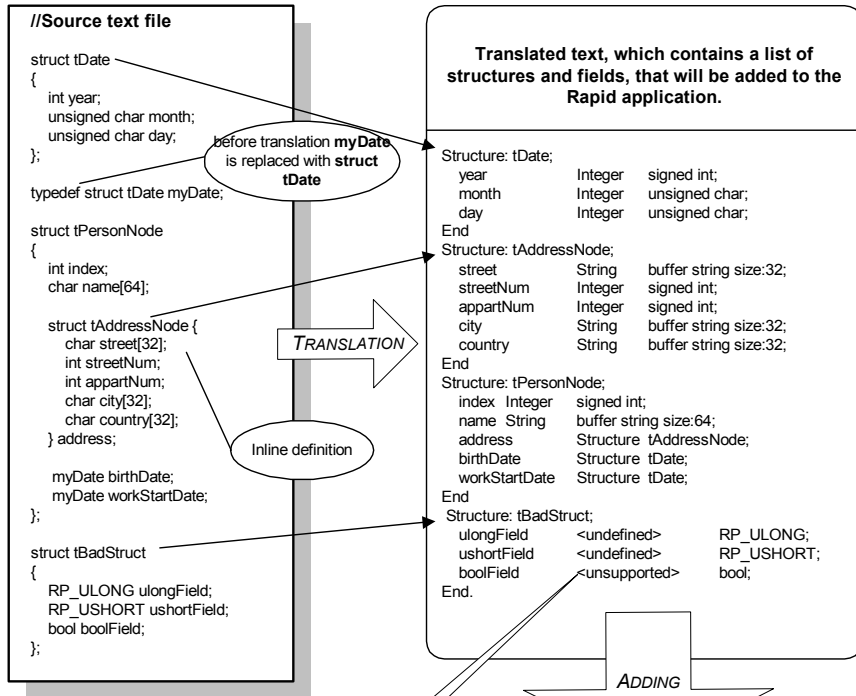 //Source text file
struct tDate
{
int year;
unsigned char month;
unsigned char day;
};
before translation myDate
is replaced with struct
tDate
typedef struct tDate myDate;
struct tPersonNode
{
int index;
char name[64];
struct tAddressNode {
char street[32];
int streetNum;
int appartNum;
char city[32];
char country[32];
} address;
Inline definition
myDate birthDate;
myDate workStartDate;
};
struct tBadStruct
{
RP_ULONG ulongField;
RP_USHORT ushortField;
bool boolField;
};
TRANSLATION
Translated text, which contains a list of
structures and fields, that will be added to the
Rapid application.
Structure: tDate;
year Integer signed int;
month Integer unsigned char;
day Integer unsigned char;
End
Structure: tAddressNode;
street String buffer string size:32;
streetNum Integer signed int;
appartNum Integer signed int;
city String buffer string size:32;
country String buffer string size:32;
End
Structure: tPersonNode;
index Integer signed int;
name String buffer string size:64;
address Structure tAddressNode;
birthDate Structure tDate;
workStartDate Structure tDate;
End
Structure: tBadStruct;
ulongField <undefined> RP_ULONG;
ushortField <undefined> RP_USHORT;
boolField <unsupported> bool;
End.
ADDING